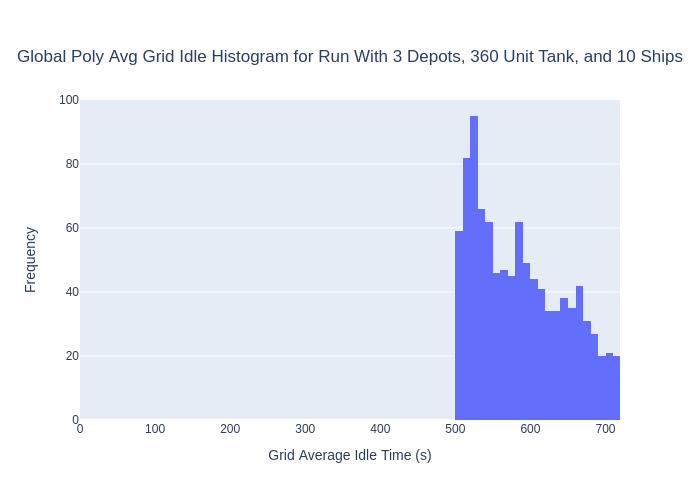 Global Poly Avg Grid Idle Histogram for Run With 3 Depots, 360 Unit Tank, and 10 Ships
100
80
60
40
20
0
Frequency
0 100 200 300 400 500 600 700
Grid Average Idle Time (s)